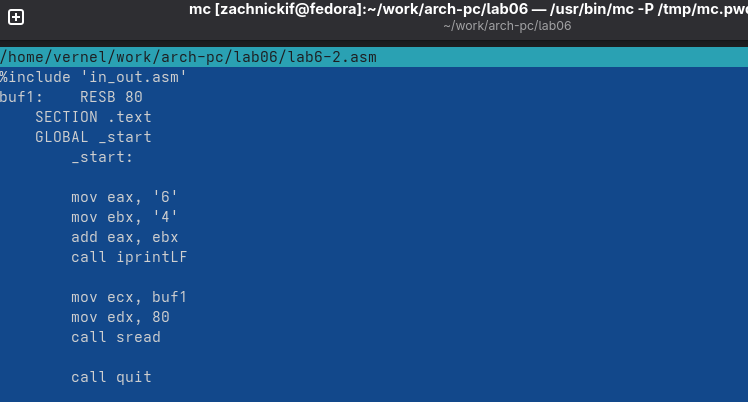 mc [zachnickif@fedora]:~/work/arch-pc/lab06 — /usr/bin/mc -P /tmp/mc.pw
~/work/arch-pc/lab06
/home/vernel/work/arch-pc/lab06/lab6-2.asm
%include 'in_out.asm'
buf1:    RESB 80
    SECTION .text
    GLOBAL _start
        _start:

        mov eax, '6'
        mov ebx, '4'
        add eax, ebx
        call iprintLF

        mov ecx, buf1
        mov edx, 80
        call sread

        call quit